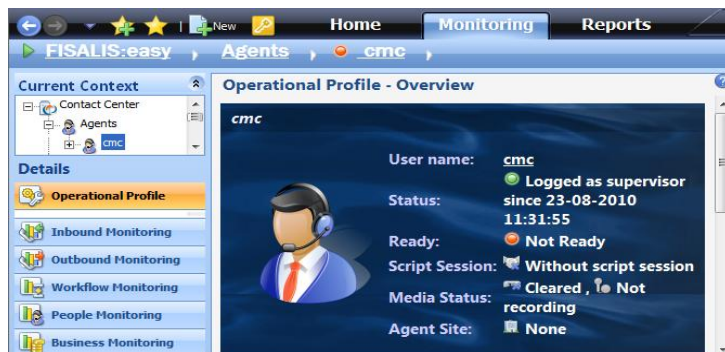 New Home Monitoring Reports
FISALIS:easy Agents cmc
Current Context
Contact Center
Agents
cmc
Details
Operational Profile
Inbound Monitoring
Outbound Monitoring
Workflow Monitoring
People Monitoring
Business Monitoring
Operational Profile - Overview
cmc
User name: cmc
Status: Logged as supervisor
since 23-08-2010
11:31:55
Ready: Not Ready
Script Session: Without script session
Media Status: Cleared , Not
recording
Agent Site: None